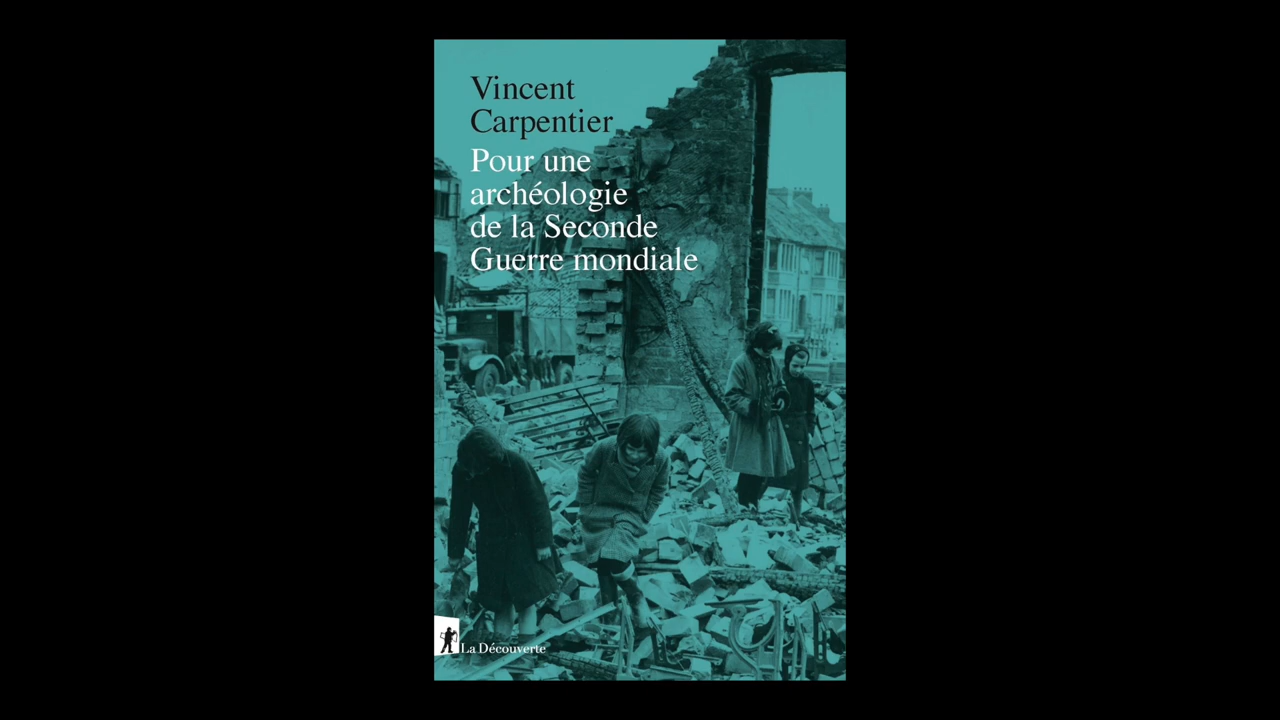 Vincent
Carpentier
Pour une
archéologie
de la Seconde
Guerre mondiale
La Découverte